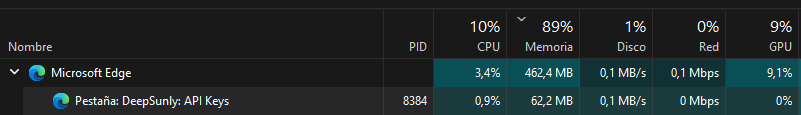 10% 89% 1% 0% 9%
Nombre PID CPU Memoria Disco Red GPU
Microsoft Edge 3,4% 462,4 MB 0,1 MB/s 0,1 Mbps 9,1%
Pestaña: DeepSunly: API Keys 8384 0,9% 62,2 MB 0,1 MB/s 0 Mbps 0%